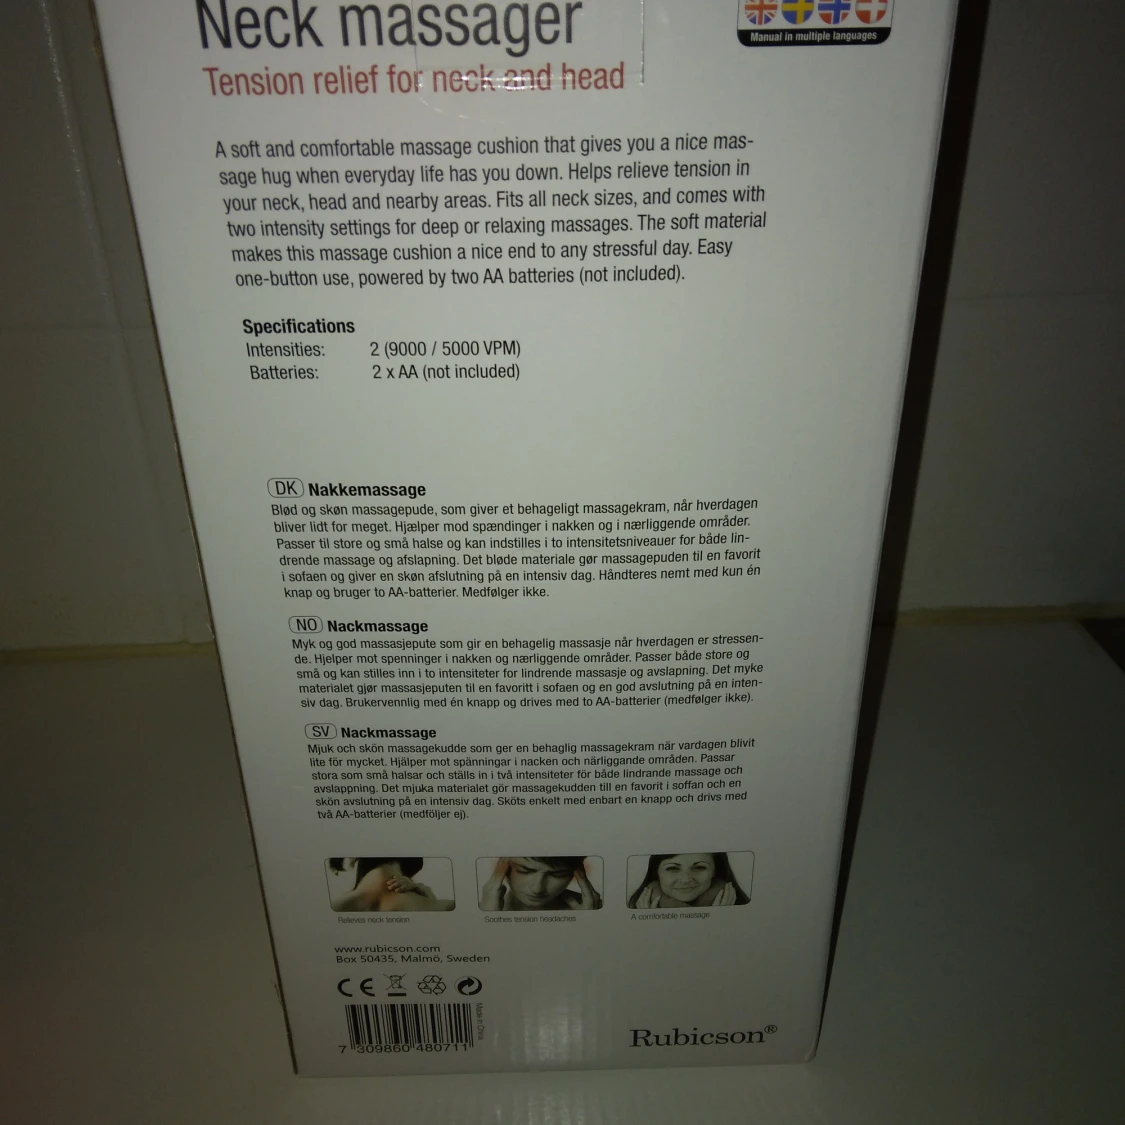 Neck massager
Manual in multiple languages
Tension relief for neck and head
A soft and comfortable massage cushion that gives you a nice mas-
sage hug when everyday life has you down. Helps relieve tension in
your neck, head and nearby areas. Fits all neck sizes, and comes with
two intensity settings for deep or relaxing massages. The soft material
makes this massage cushion a nice end to any stressful day. Easy
one-button use, powered by two AA batteries (not included).
Specifications
Intensities: 2 (9000 / 5000 VPM)
Batteries: 2 x AA (not included)
DK Nakkemassage
Blød og skøn massagepude, som giver et behageligt massagekram, når hverdagen
bliver lidt for meget. Hjælper mod spændinger i nakken og i nærliggende områder.
Passer til store og små halse og kan indstilles i to intensitetsniveauer for både lin-
drende massage og afslapning. Det bløde materiale gør massagepuden til en favorit
i sofaen og giver en skøn afslutning på en intensiv dag. Håndteres nemt med kun én
knap og bruger to AA-batterier. Medfølger ikke.
NO Nackmassage
Myk og god massasjepute som gir en behagelig massasje når hverdagen er stressen-
de. Hjelper mot spenninger i nakken og nærliggende områder. Passer både store og
små og kan stilles inn i to intensiteter for lindrende massasje og avslapning. Det myke
materialet gjør massasjeputen til en favoritt i sofaen og en god avslutning på en inten-
siv dag. Brukervennlig med én knapp og drives med to AA-batterier (medfølger ikke).
SV Nackmassage
Mjuk och skön massagekudde som ger en behaglig massagekram när vardagen blivit
lite för mycket. Hjälper mot spänningar i nacken och närliggande områden. Passar
stora som små halsar och ställs in i två intensiteter för både lindrande massage och
avslappning. Det mjuka materialet gör massagekudden till en favorit i soffan och en
skön avslutning på en intensiv dag. Sköts enkelt med enbart en knapp och drivs med
två AA-batterier (medföljer ej).
Relieves neck tension
Soothes tension headaches
A comfortable massage
www.rubicson.com
Box 50435, Malmö, Sweden
CE
Made in China
7 309860 480711
Rubicson®